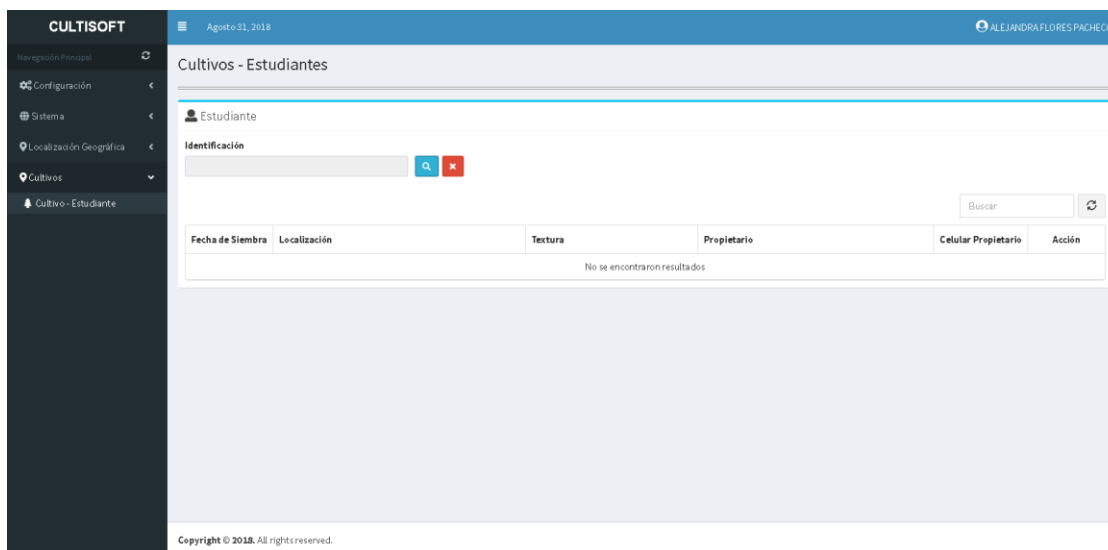 CULTISOFT
Agosto 31, 2018
ALEJANDRA FLORES PACHECO
Navegación Principal
Configuración
Sistema
Localización Geográfica
Cultivos
Cultivo - Estudiante
Cultivos - Estudiantes
Estudiante
Identificación
Buscar
Fecha de Siembra Localización Textura Propietario Celular Propietario Acción
No se encontraron resultados
Copyright © 2018. All rights reserved.